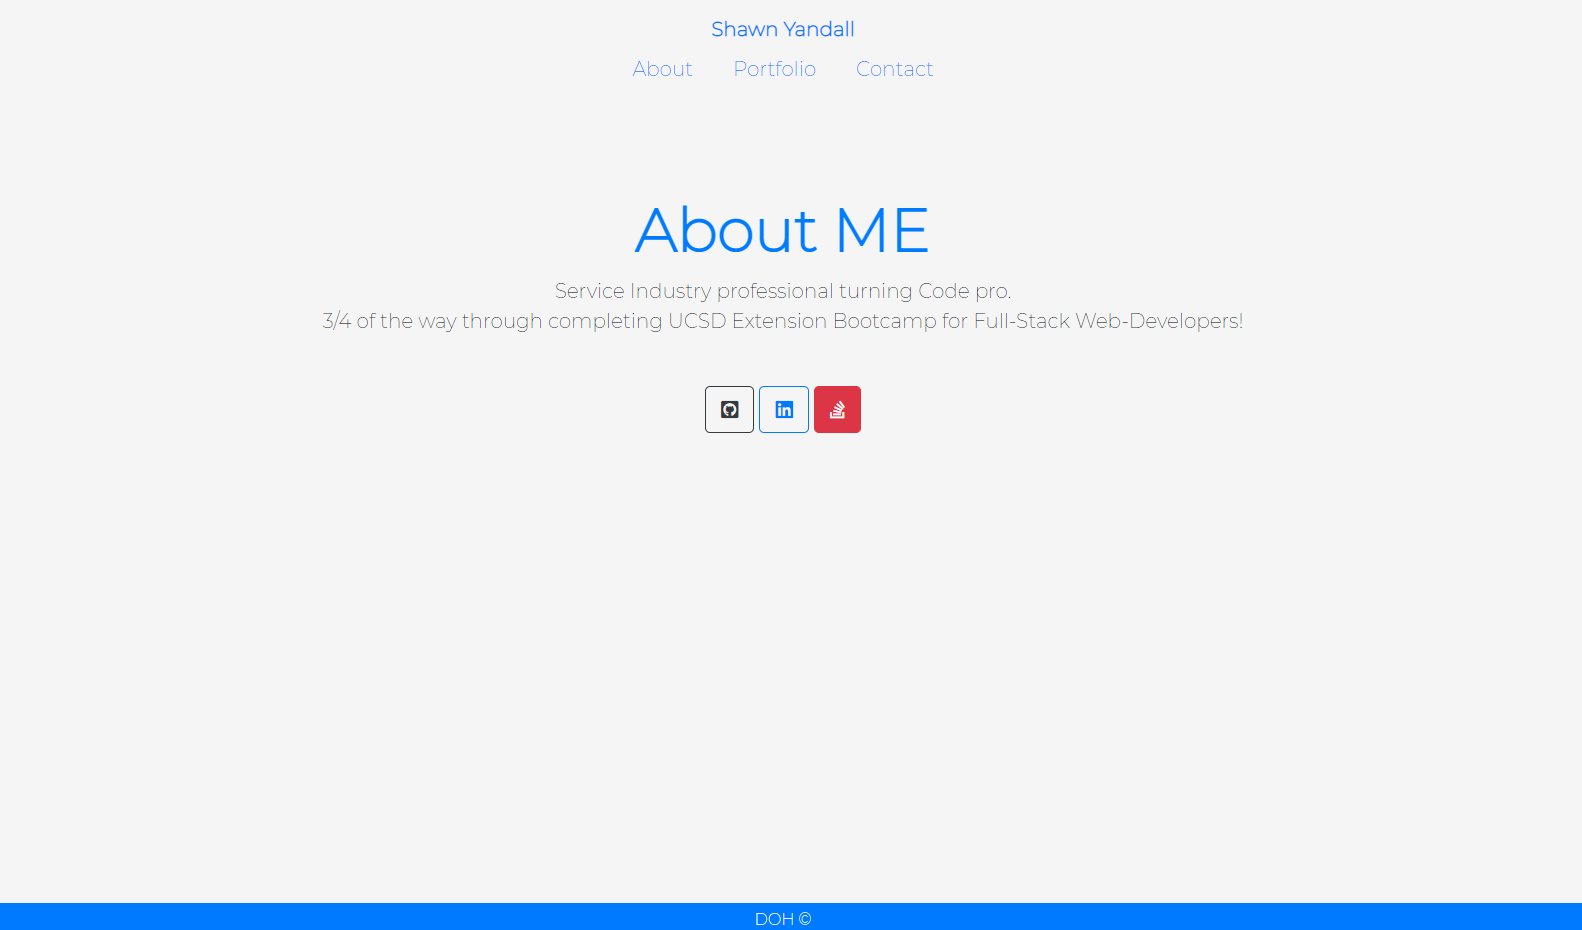 Shawn Yandall
About Portfolio Contact
About ME
Service Industry professional turning Code pro.
3/4 of the way through completing UCSD Extension Bootcamp for Full-Stack Web-Developers!
DOH ©